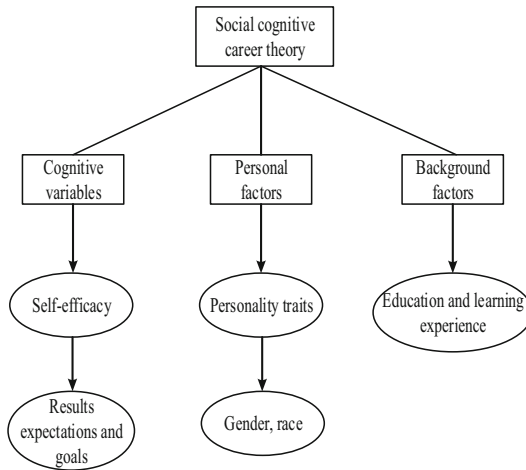 Social cognitive
career theory
Cognitive
variables
Personal
factors
Background
factors
Self-efficacy
Personality traits
Education and learning
experience
Results
expectations and
goals
Gender, race